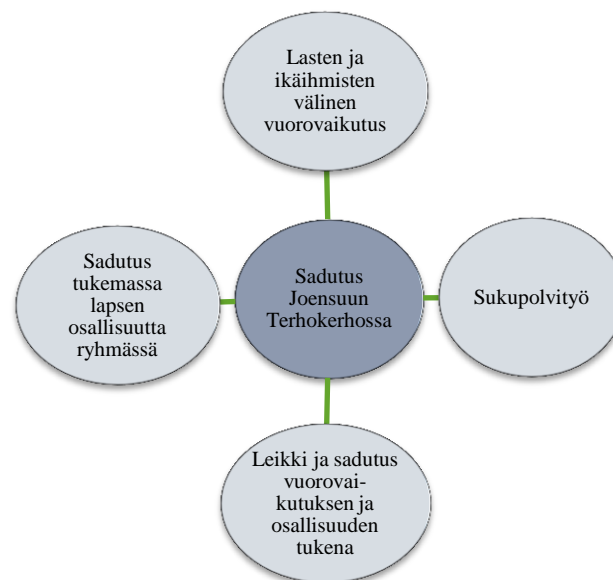 Lasten ja
ikäihmisten
välinen
vuorovaikutus
Sadutus
tukemassa
lapsen
osallisuutta
ryhmässä
Sadutus
Joensuun
Terhokerhossa
Sukupolvityö
Leikki ja sadutus
vuorovai-
kutuksen ja
osallisuuden
tukena